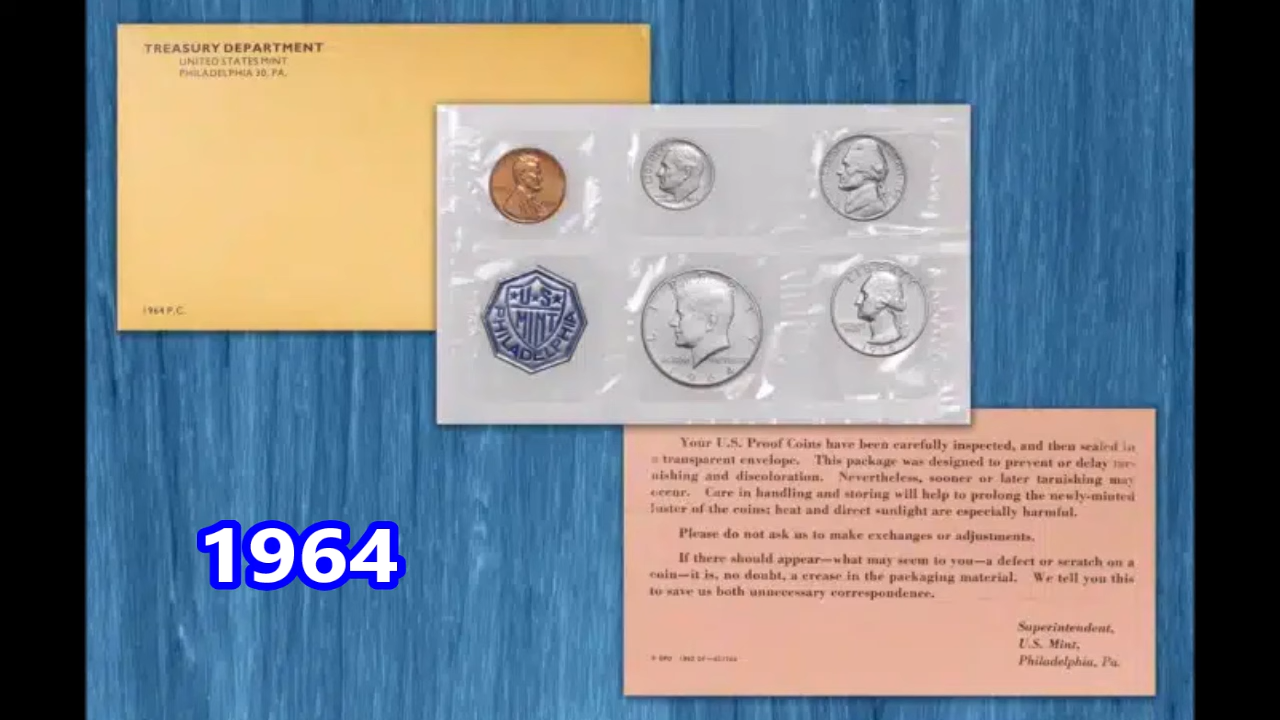 TREASURY DEPARTMENT
UNITED STATES MINT
PHILADELPHIA 30, PA.
1964 P.C.
U.S.
MINT
PHILADELPHIA
1964
Your U.S. Proof Coins have been carefully inspected, and then sealed in
a transparent envelope. This package was designed to prevent or delay tar-
nishing and discoloration. Nevertheless, sooner or later tarnishing may
occur. Care in handling and storing will help to prolong the newly-minted
luster of the coins; heat and direct sunlight are especially harmful.
Please do not ask us to make exchanges or adjustments.
If there should appear—what may seem to you—a defect or scratch on a
coin—it is, no doubt, a crease in the packaging material. We tell you this
to save us both unnecessary correspondence.
Superintendent,
U.S. Mint,
Philadelphia, Pa.
1964